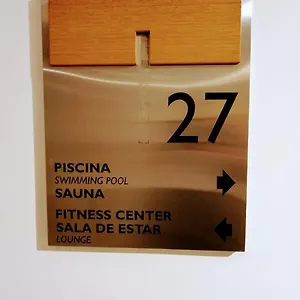 27
PISCINA
SWIMMING POOL
SAUNA
FITNESS CENTER
SALA DE ESTAR
LOUNGE